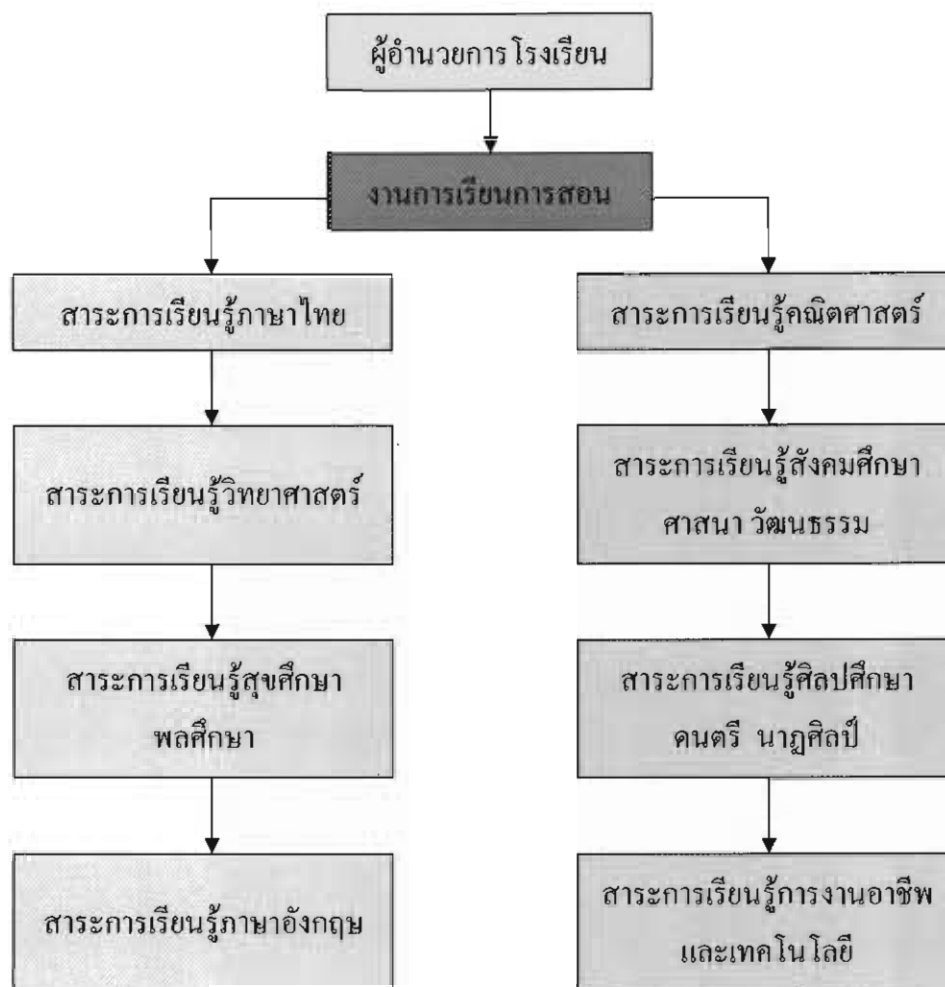 ผู้อำนวยการโรงเรียน
งานการเรียนการสอน
สาระการเรียนรู้ภาษาไทย
สาระการเรียนรู้คณิตศาสตร์
สาระการเรียนรู้วิทยาศาสตร์
สาระการเรียนรู้สังคมศึกษา
ศาสนา วัฒนธรรม
สาระการเรียนรู้สุขศึกษา
พลศึกษา
สาระการเรียนรู้ศิลปศึกษา
ดนตรี นาฏศิลป์
สาระการเรียนรู้ภาษาอังกฤษ
สาระการเรียนรู้การงานอาชีพ
และเทคโนโลยี